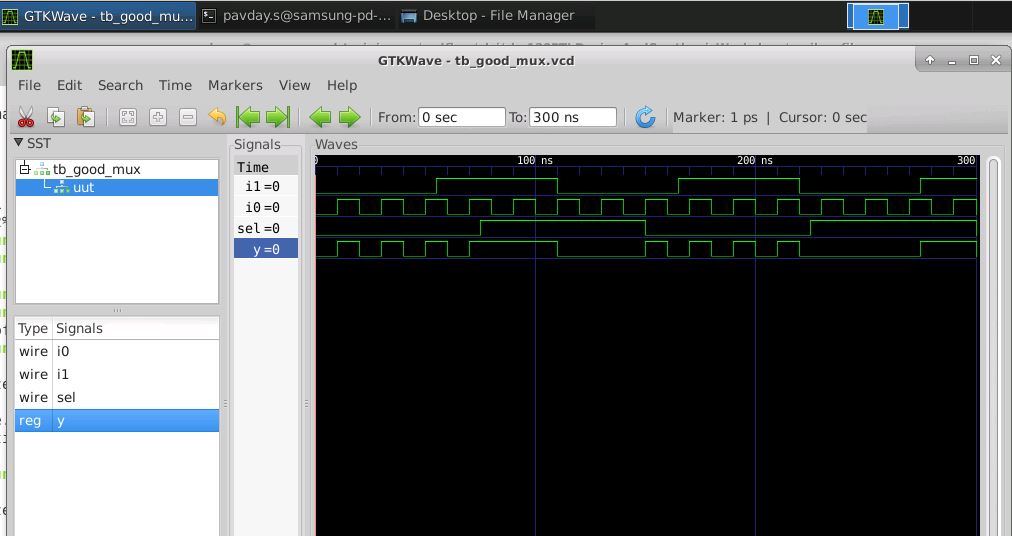 GTKWave - tb_good_mu... pavday.s@samsung-pd-... Desktop - File Manager
GTKWave - tb_good_mux.vcd
File Edit Search Time Markers View Help
From: 0 sec To: 300 ns Marker: 1 ps | Cursor: 0 sec
SST
Signals
Waves
tb_good_mux
uut
Time
0 100 ns 200 ns 300
i1=0
i0=0
sel=0
y=0
Type Signals
wire i0
wire i1
wire sel
reg y